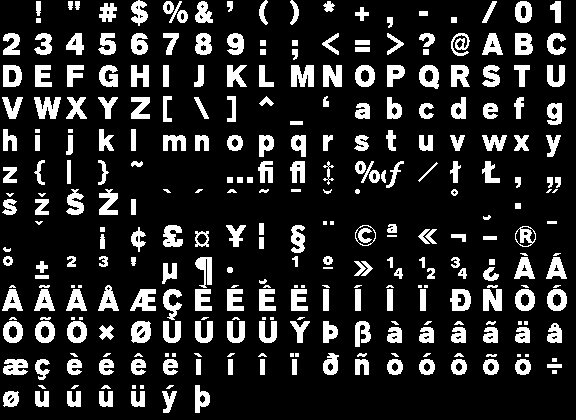 ! " # $ % & ’ ( ) * + , - . / 0 1
2 3 4 5 6 7 8 9 : ; < = > ? @ A B C
D E F G H I J K L M N O P Q R S T U
V W X Y Z [ \ ] ^ _ ‘ a b c d e f g
h i j k l m n o p q r s t u v w x y
z { | } ~ … fi fl ‡ ‰ ƒ ⁄ ł Ł ‚ „
š ž Š Ž ı ` ´ ˆ ˜ ¯ ˘ ˙ ˚ ¸ ˝
˛ ˇ ¡ ¢ £ ¤ ¥ ¦ § ¨ © ª « ¬ – ® ¯
° ± ² ³ ' µ ¶ · ¸ ¹ º » ¼ ½ ¾ ¿ À Á
Â Ã Ä Å Æ Ç È É Ê Ë Ì Í Î Ï Ð Ñ Ò Ó
Ô Õ Ö × Ø Ù Ú Û Ü Ý Þ β à á â ã ä å
æ ç è é ê ë ì í î ï ð ñ ò ó ô õ ö ÷
ø ù ú û ü ý þ